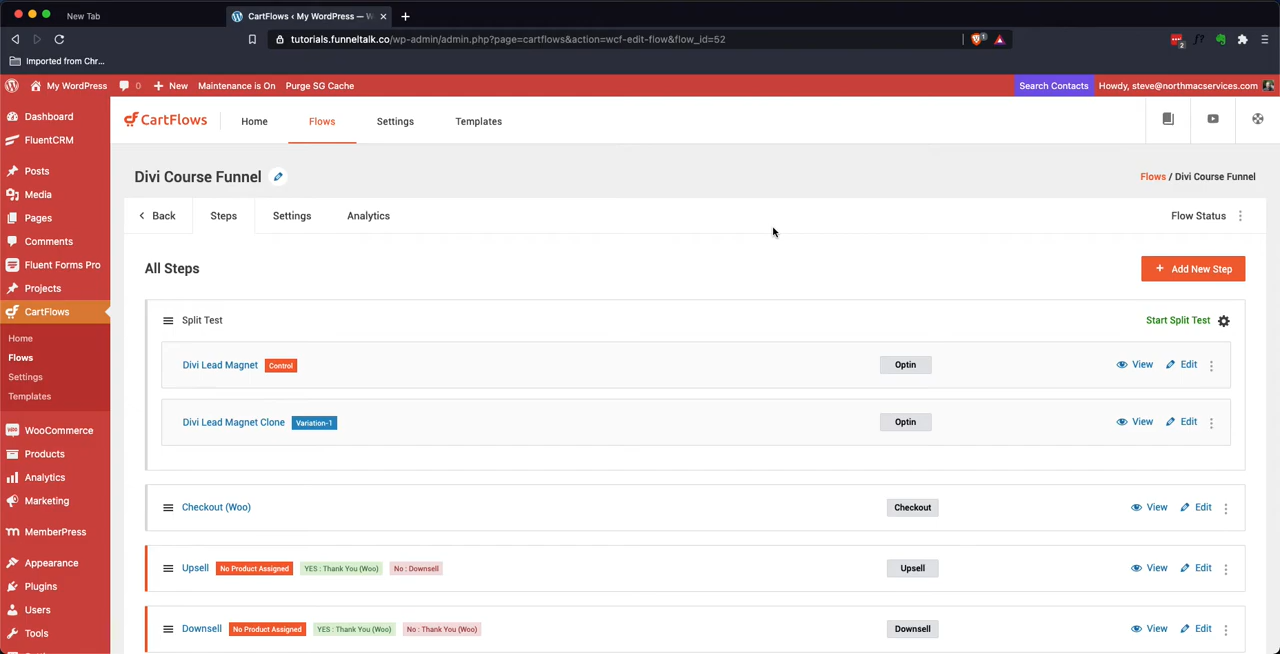 New Tab
CartFlows ‹ My WordPress — W
tutorials.funneltalk.co/wp-admin/admin.php?page=cartflows&action=wcf-edit-flow&flow_id=52
1
2
f?
Imported from Chr...
My WordPress
0
New
Maintenance is On
Purge SG Cache
Search Contacts
Howdy, steve@northmacservices.com
Dashboard
FluentCRM
Posts
Media
Pages
Comments
Fluent Forms Pro
Projects
CartFlows
Home
Flows
Settings
Templates
WooCommerce
Products
Analytics
Marketing
MemberPress
Appearance
Plugins
Users
Tools
CartFlows
Home
Flows
Settings
Templates
Divi Course Funnel
Flows / Divi Course Funnel
Back
Steps
Settings
Analytics
Flow Status
All Steps
+ Add New Step
Split Test
Start Split Test
Divi Lead Magnet Control Optin View Edit
Divi Lead Magnet Clone Variation-1 Optin View Edit
Checkout (Woo) Checkout View Edit
Upsell No Product Assigned YES : Thank You (Woo) No : Downsell Upsell View Edit
Downsell No Product Assigned YES : Thank You (Woo) No : Thank You (Woo) Downsell View Edit